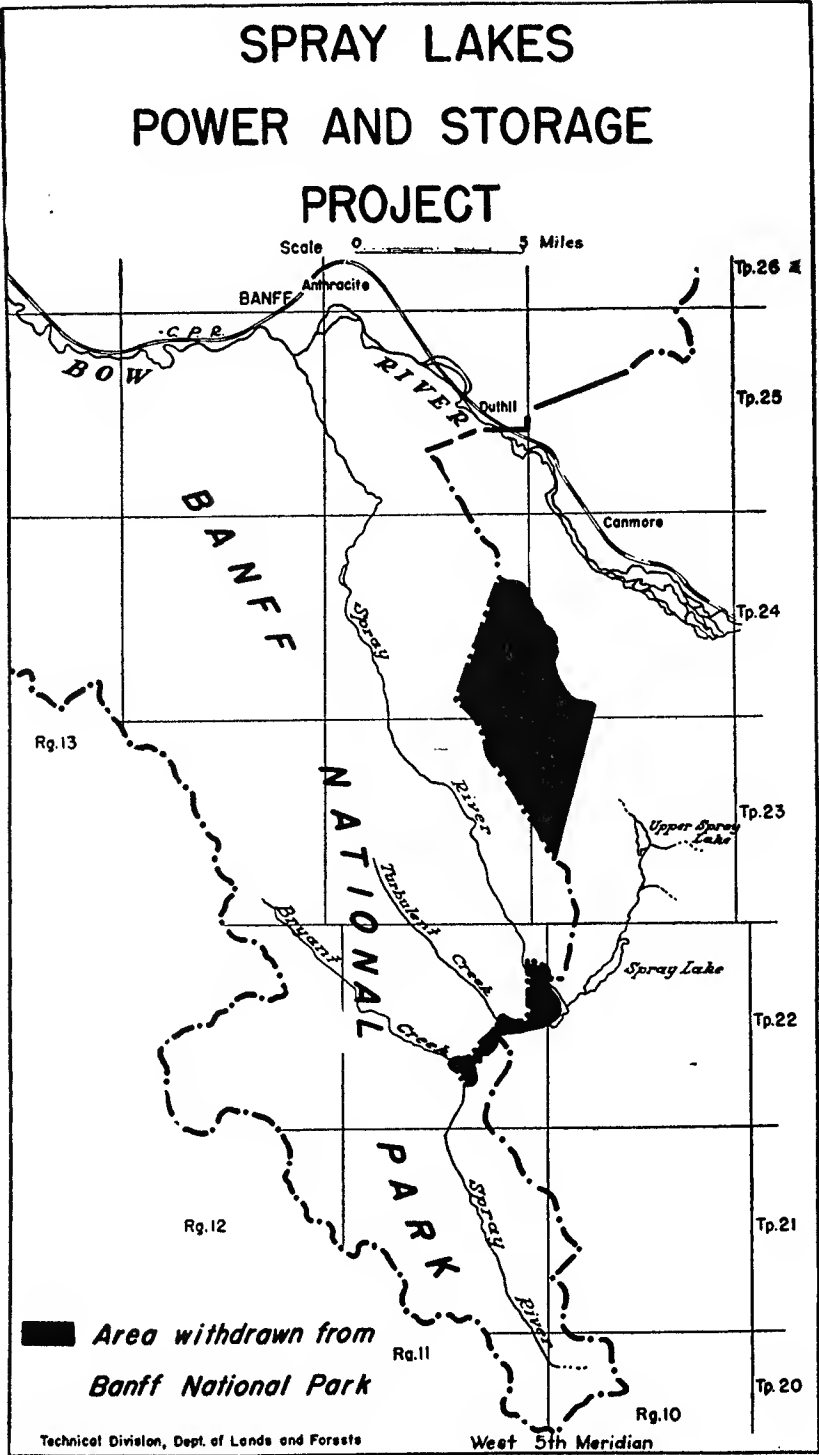 SPRAY LAKES
POWER AND STORAGE
PROJECT
Scale 0 5 Miles
Tp.26
Anthracite
BANFF
C. P. R.
BOW
RIVER
Tp.25
Duthil
BANFF
Canmore
Tp.24
Spray
Rg.13
NATIONAL
River
Tp.23
Upper Spray
Lake
Turbulent
Bryant
Creek
Spray Lake
Creek
Tp.22
PARK
Spray
Rg.12
Tp.21
River
Area withdrawn from
Rg.11
Banff National Park
Tp.20
Rg.10
Technical Division, Dept. of Lands and Forests
West 5th Meridian